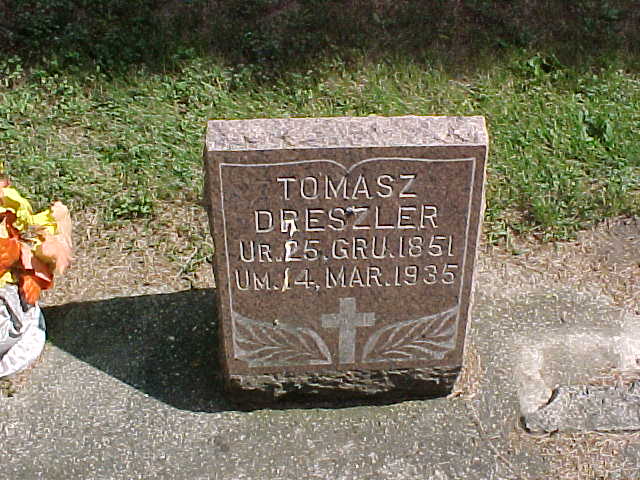 TOMASZ
DRESZLER
UR.25.GRU.1851
UM.14,MAR.1935